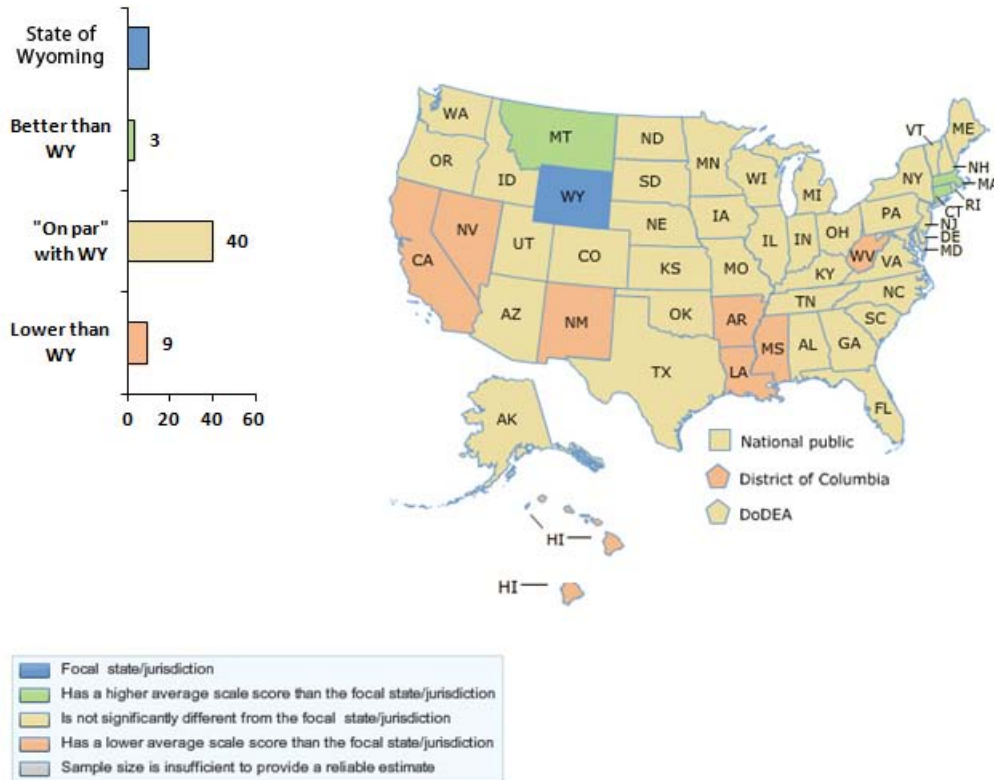 State of
Wyoming
Better than
WY
3
"On par"
with WY
40
Lower than
WY
9
0 20 40 60
WA
OR
CA
NV
ID
MT
WY
UT
AZ
CO
NM
ND
SD
NE
KS
OK
TX
MN
IA
MO
AR
LA
WI
IL
MS
MI
IN
KY
TN
AL
OH
WV
GA
FL
SC
NC
VA
PA
NY
VT
ME
NH
MA
RI
CT
NJ
DE
MD
AK
HI
HI
National public
District of Columbia
DoDEA
Focal state/jurisdiction
Has a higher average scale score than the focal state/jurisdiction
Is not significantly different from the focal state/jurisdiction
Has a lower average scale score than the focal state/jurisdiction
Sample size is insufficient to provide a reliable estimate